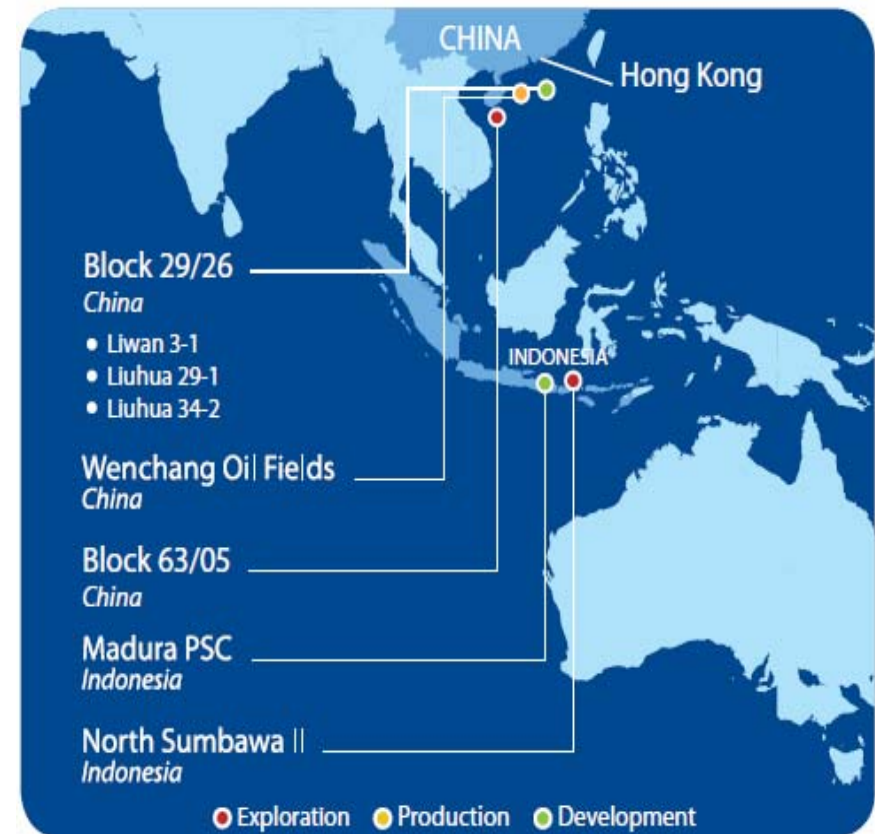 CHINA
Hong Kong
Block 29/26
China
• Liwan 3-1
• Liuhua 29-1
• Liuhua 34-2
INDONESIA
Wenchang Oil Fields
China
Block 63/05
China
Madura PSC
Indonesia
North Sumbawa II
Indonesia
Exploration Production Development